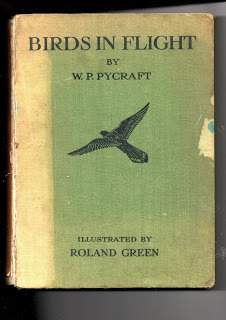 BIRDS IN FLIGHT
BY
W. P. PYCRAFT
ILLUSTRATED BY
ROLAND GREEN